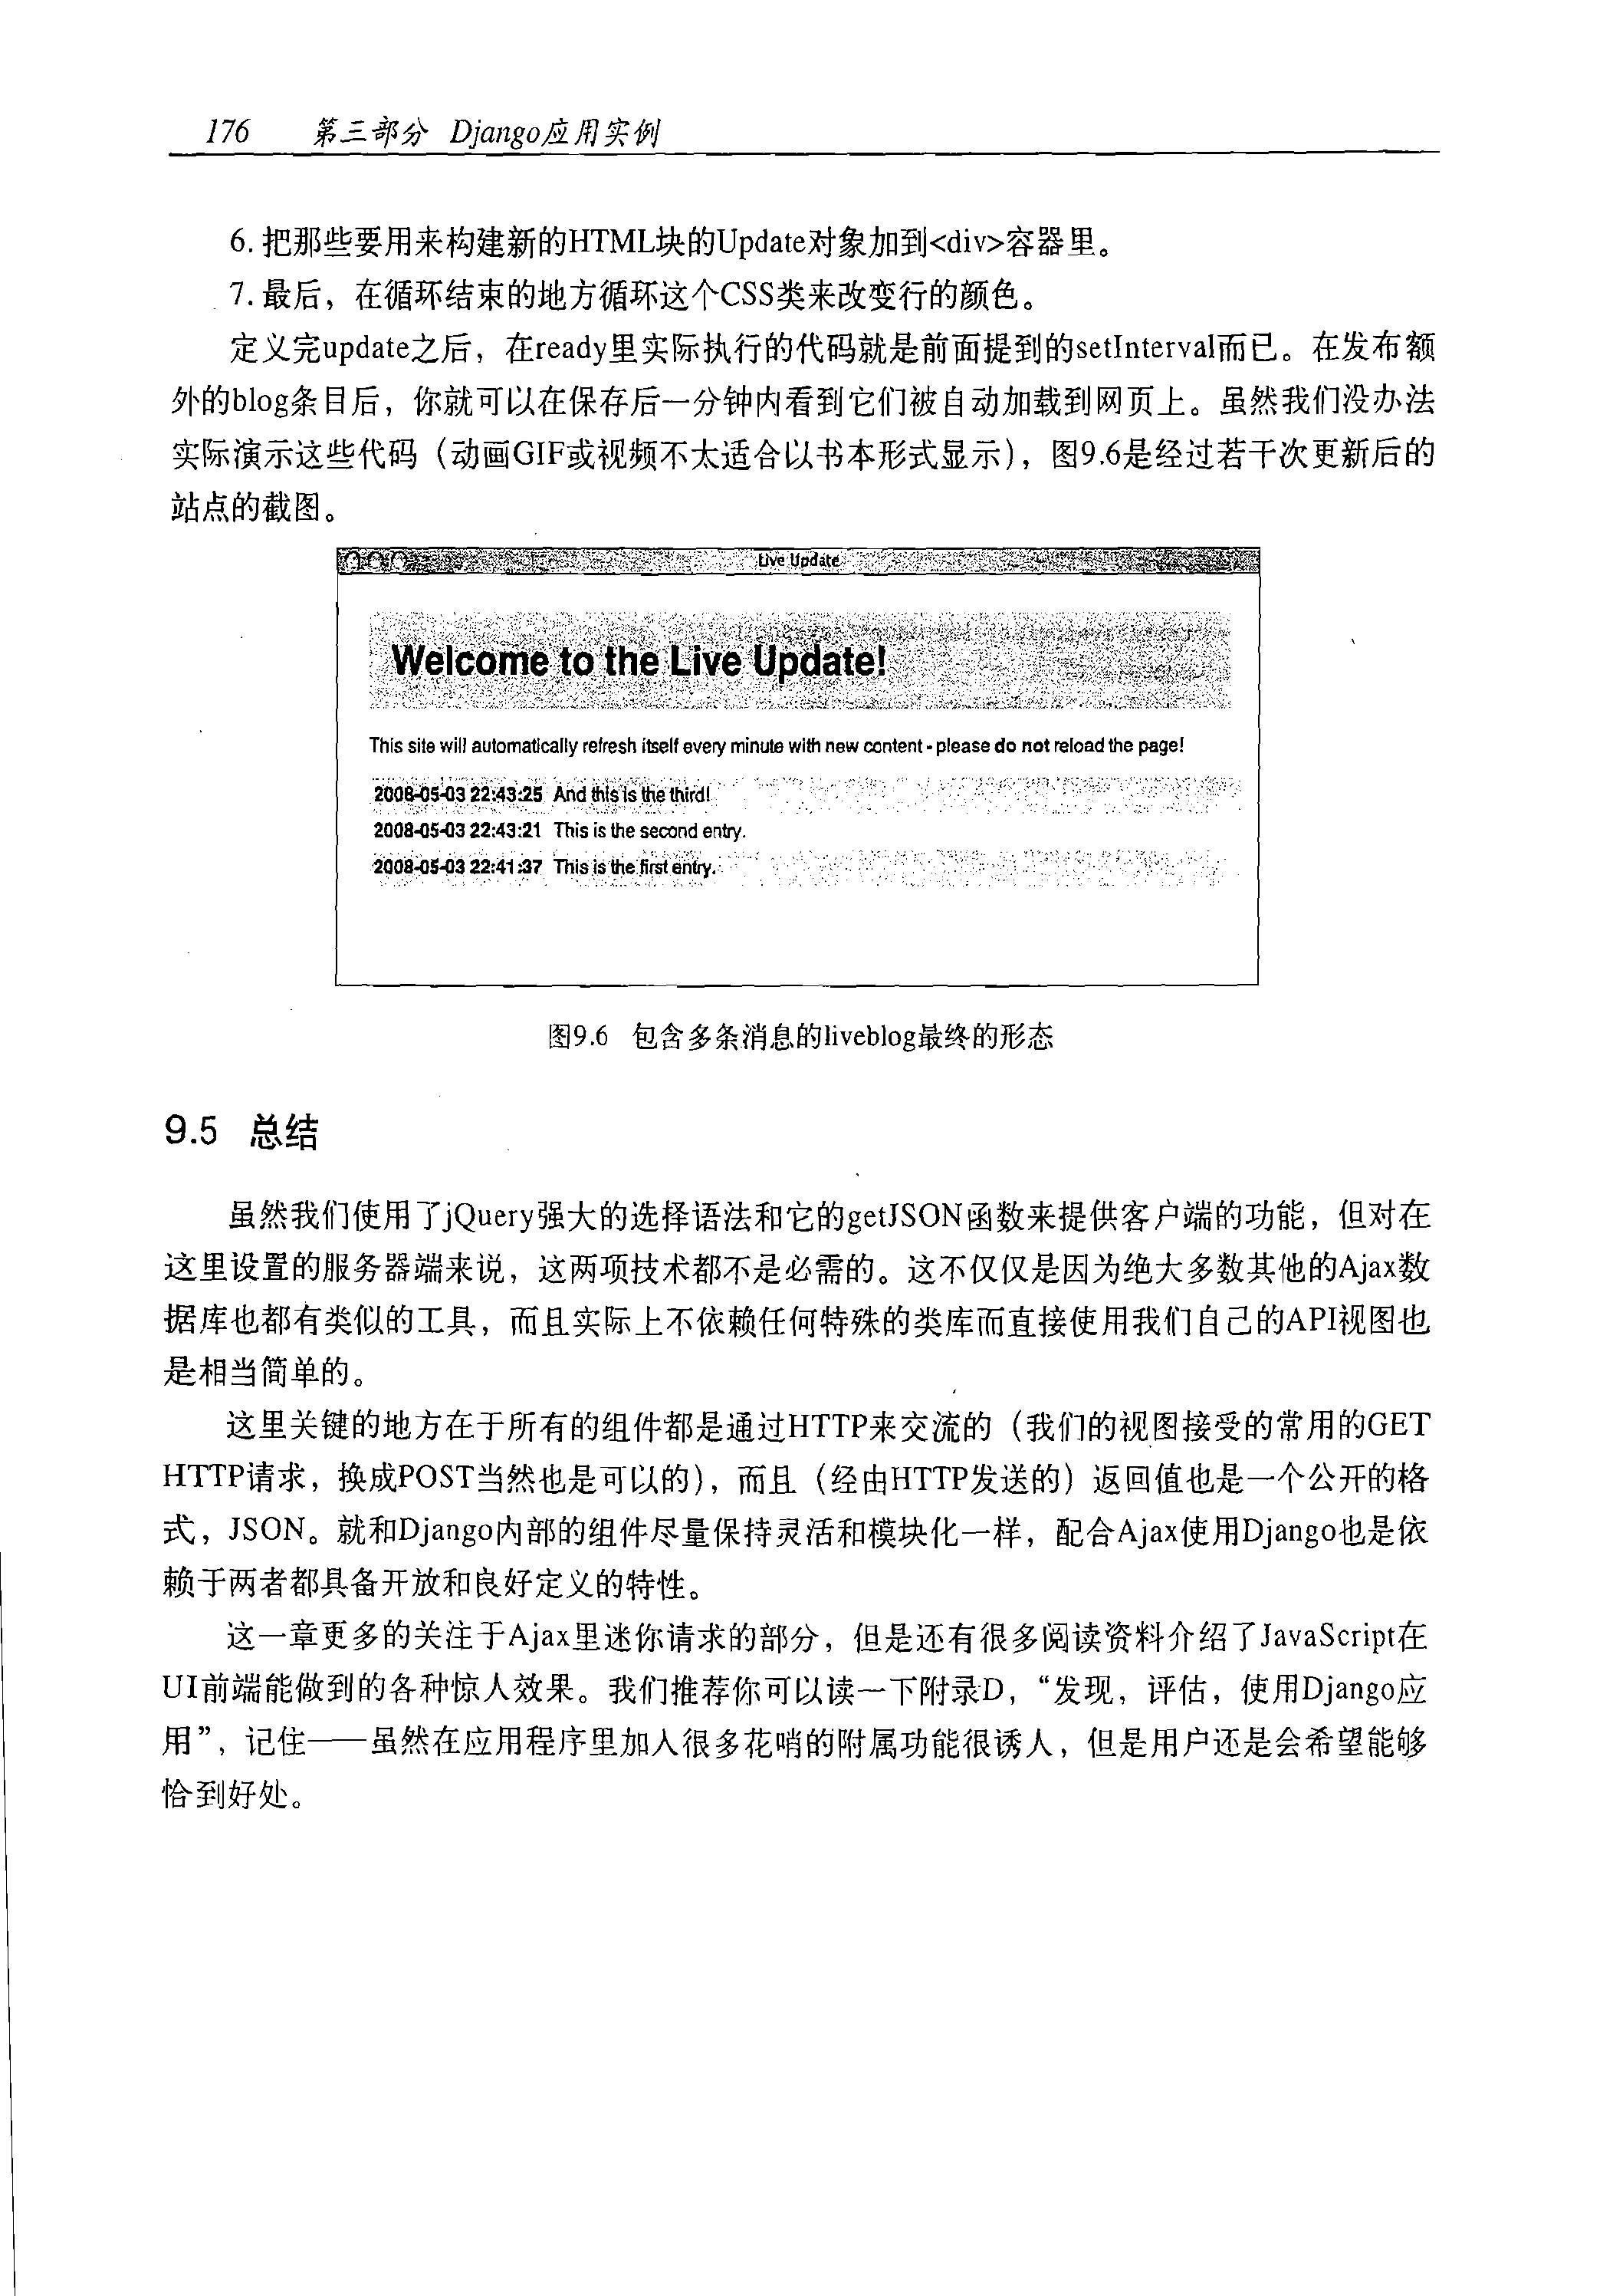 176 第三部分 Django应用实例
6. 把那些要用来构建新的HTML块的Update对象加到<div>容器里。
7. 最后，在循环结束的地方循环这个CSS类来改变行的颜色。
定义完update之后，在ready里实际执行的代码就是前面提到的setInterval而已。在发布额
外的blog条目后，你就可以在保存后一分钟内看到它们被自动加载到网页上。虽然我们没办法
实际演示这些代码（动画GIF或视频不太适合以书本形式显示），图9.6是经过若干次更新后的
站点的截图。
Live Update
Welcome to the Live Update!
This site will automatically refresh itself every minute with new content - please do not reload the page!
2008-05-03 22:43:25 And this is the third!
2008-05-03 22:43:21 This is the second entry.
2008-05-03 22:41:37 This is the first entry.
图9.6 包含多条消息的liveblog最终的形态
9.5 总结
虽然我们使用了jQuery强大的选择语法和它的getJSON函数来提供客户端的功能，但对在
这里设置的服务器端来说，这两项技术都不是必需的。这不仅仅是因为绝大多数其他的Ajax数
据库也都有类似的工具，而且实际上不依赖任何特殊的类库而直接使用我们自己的API视图也
是相当简单的。
这里关键的地方在于所有的组件都是通过HTTP来交流的（我们的视图接受的常用的GET
HTTP请求，换成POST当然也是可以的），而且（经由HTTP发送的）返回值也是一个公开的格
式，JSON。就和Django内部的组件尽量保持灵活和模块化一样，配合Ajax使用Django也是依
赖于两者都具备开放和良好定义的特性。
这一章更多的关注于Ajax里迷你请求的部分，但是还有很多阅读资料介绍了JavaScript在
UI前端能做到的各种惊人效果。我们推荐你可以读一下附录D，“发现，评估，使用Django应
用”，记住——虽然在应用程序里加入很多花哨的附属功能很诱人，但是用户还是会希望能够
恰到好处。